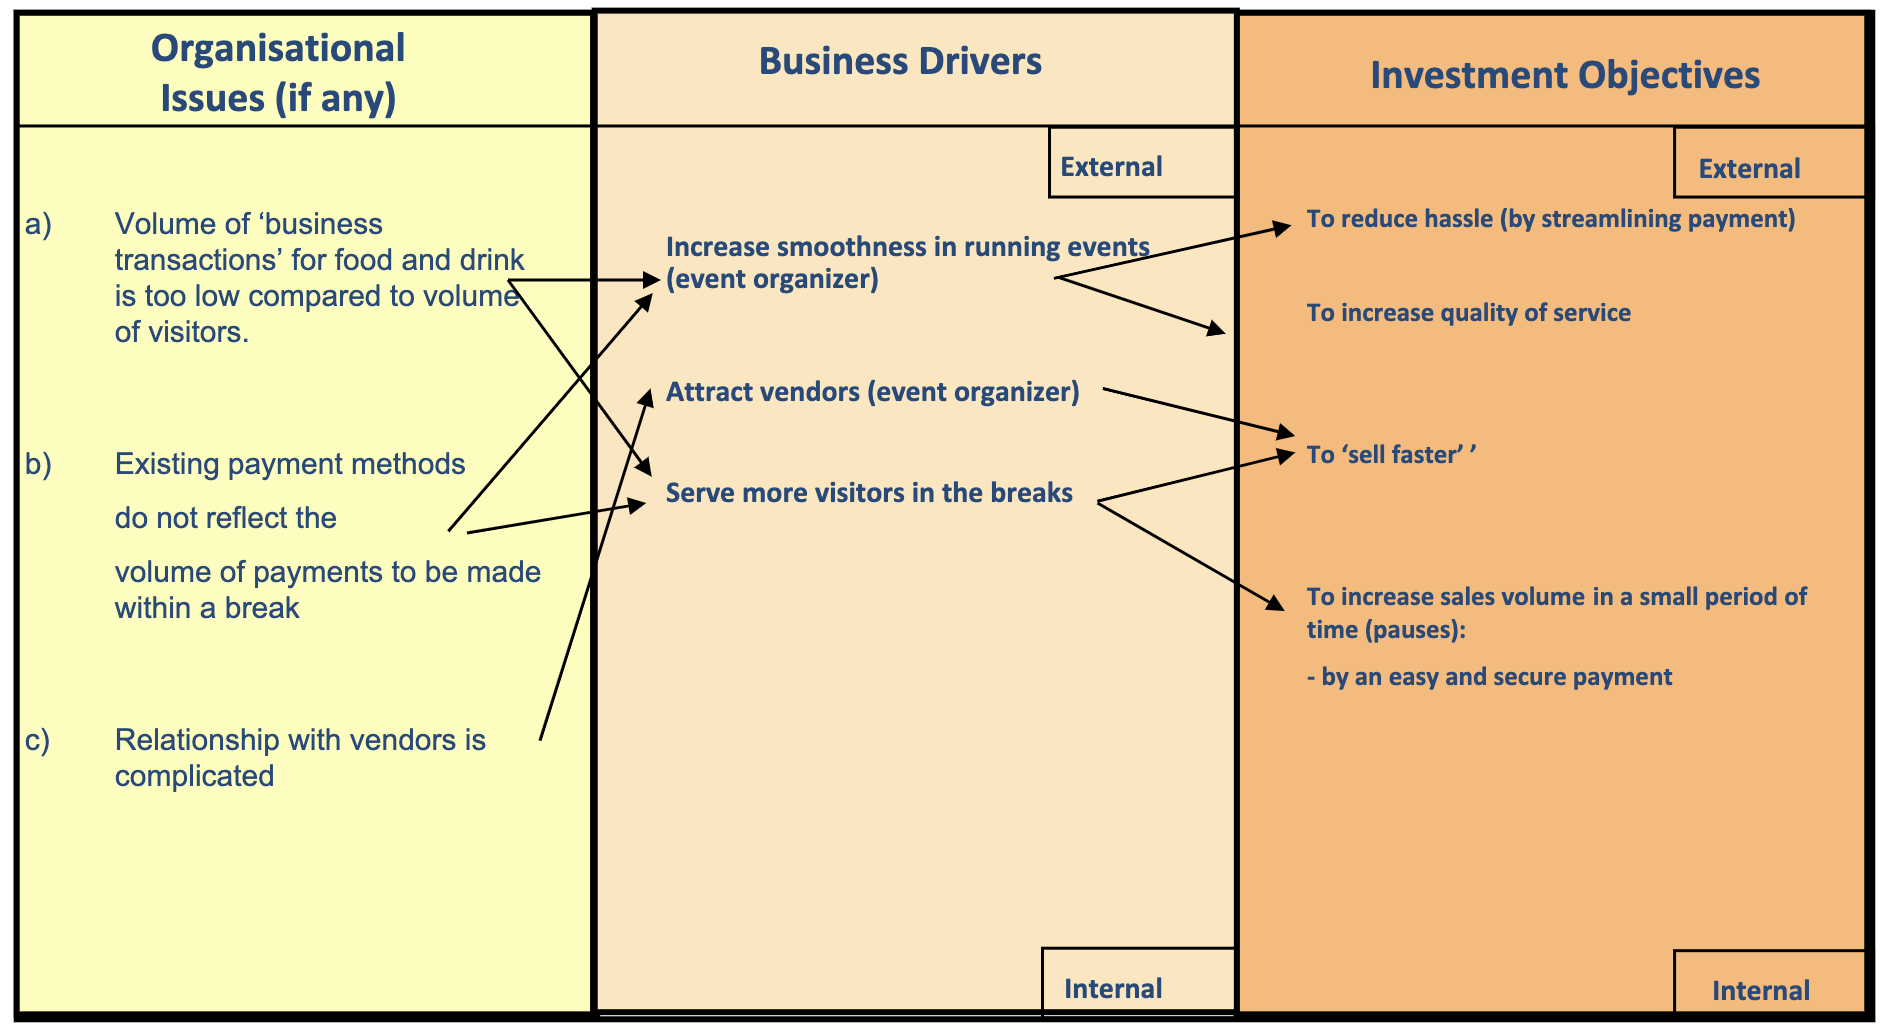 Organisational
Issues (if any)
Business Drivers
Investment Objectives
External
External
a) Volume of ‘business
transactions’ for food and drink
is too low compared to volume
of visitors.
b) Existing payment methods
do not reflect the
volume of payments to be made
within a break
c) Relationship with vendors is
complicated
Increase smoothness in running events
(event organizer)
Attract vendors (event organizer)
Serve more visitors in the breaks
To reduce hassle (by streamlining payment)
To increase quality of service
To ‘sell faster’ ’
To increase sales volume in a small period of
time (pauses):
- by an easy and secure payment
Internal
Internal